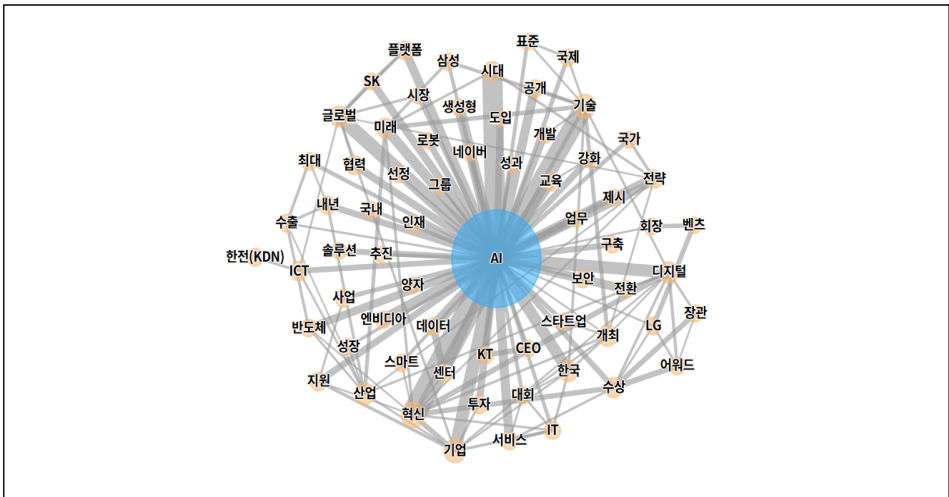 표준
플랫폼
국제
삼성
시대
SK
공개
시장
생성형
기술
글로벌
도입
미래
개발
로봇
국가
네이버
강화
최대
협력
성과
선정
전략
그룹
교육
제시
내년
국내
업무
수출
인재
회장
벤츠
구축
솔루션
추진
한전(KDN)
AI
ICT
디지털
보안
양자
전환
사업
장관
엔비디아
스타트업
데이터
LG
반도체
개최
성장
CEO
KT
스마트
어워드
센터
한국
지원
수상
산업
대회
투자
혁신
IT
서비스
기업